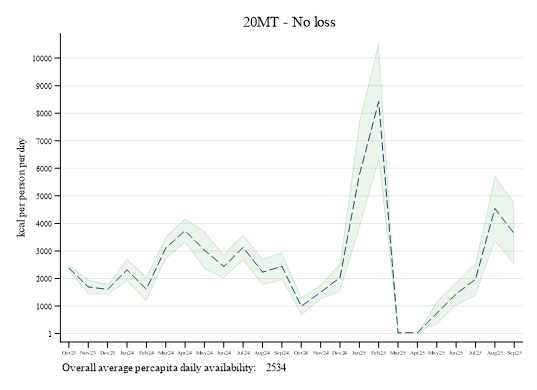 20MT - No loss
kcal per person per day
10000
9000
8000
7000
6000
5000
4000
3000
2000
1000
1
Oct23 Nov23 Dec23 Jan24 Feb24 Mar24 Apr24 May24 Jun24 Jul24 Aug24 Sep24 Oct24 Nov24 Dec24 Jan25 Feb25 Mar25 Apr25 May25 Jun25 Jul25 Aug25 Sep25
Overall average percapita daily availability: 2534